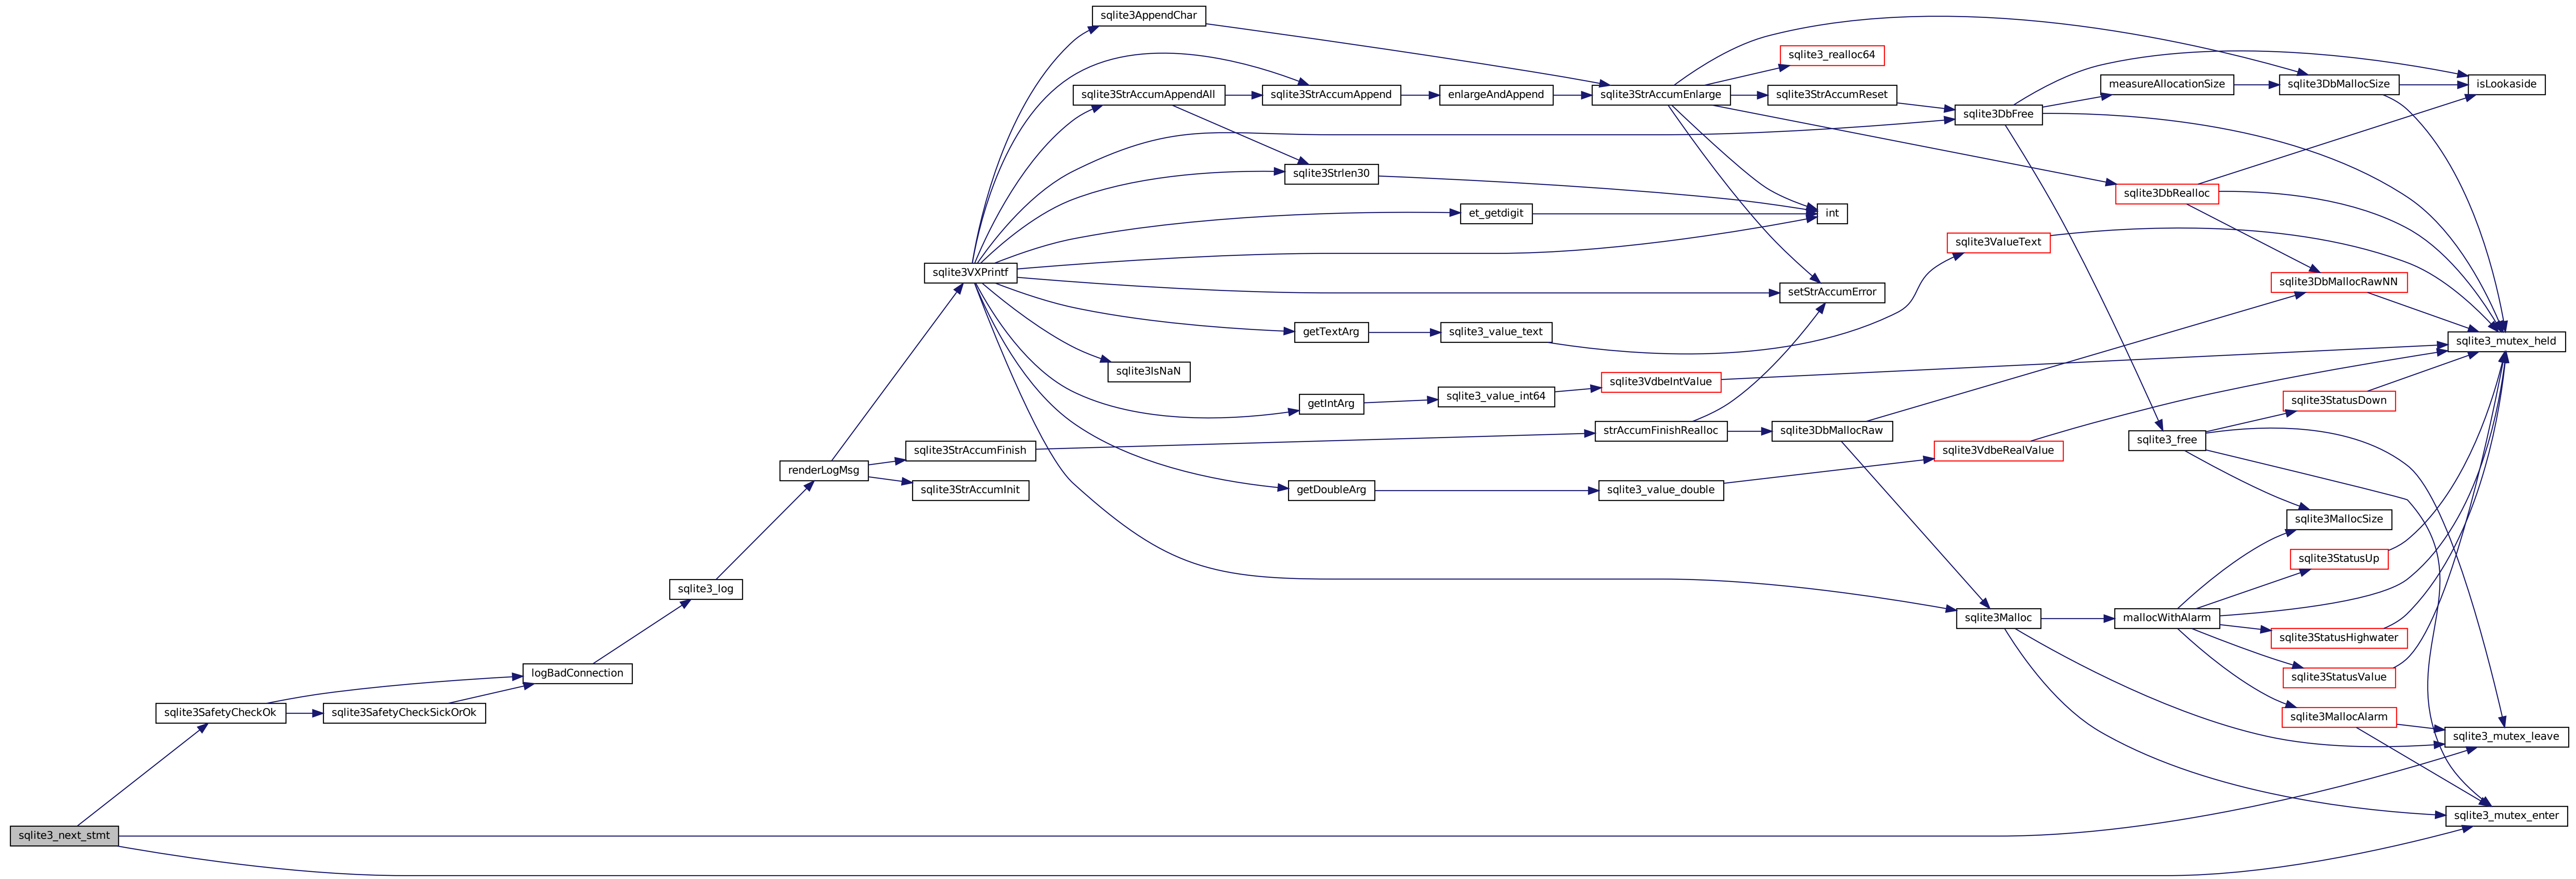 sqlite3AppendChar
sqlite3_realloc64
measureAllocationSize
sqlite3DbMallocSize
isLookaside
sqlite3StrAccumAppendAll
sqlite3StrAccumAppend
enlargeAndAppend
sqlite3StrAccumEnlarge
sqlite3StrAccumReset
sqlite3DbFree
sqlite3Strlen30
sqlite3DbRealloc
et_getdigit
int
sqlite3ValueText
sqlite3VXPrintf
sqlite3DbMallocRawNN
setStrAccumError
getTextArg
sqlite3_value_text
sqlite3_mutex_held
sqlite3IsNaN
sqlite3VdbeIntValue
getIntArg
sqlite3_value_int64
sqlite3StatusDown
strAccumFinishRealloc
sqlite3DbMallocRaw
sqlite3_free
sqlite3StrAccumFinish
sqlite3VdbeRealValue
renderLogMsg
sqlite3StrAccumInit
getDoubleArg
sqlite3_value_double
sqlite3MallocSize
sqlite3StatusUp
sqlite3_log
sqlite3Malloc
mallocWithAlarm
sqlite3StatusHighwater
logBadConnection
sqlite3StatusValue
sqlite3SafetyCheckOk
sqlite3SafetyCheckSickOrOk
sqlite3MallocAlarm
sqlite3_mutex_leave
sqlite3_next_stmt
sqlite3_mutex_enter